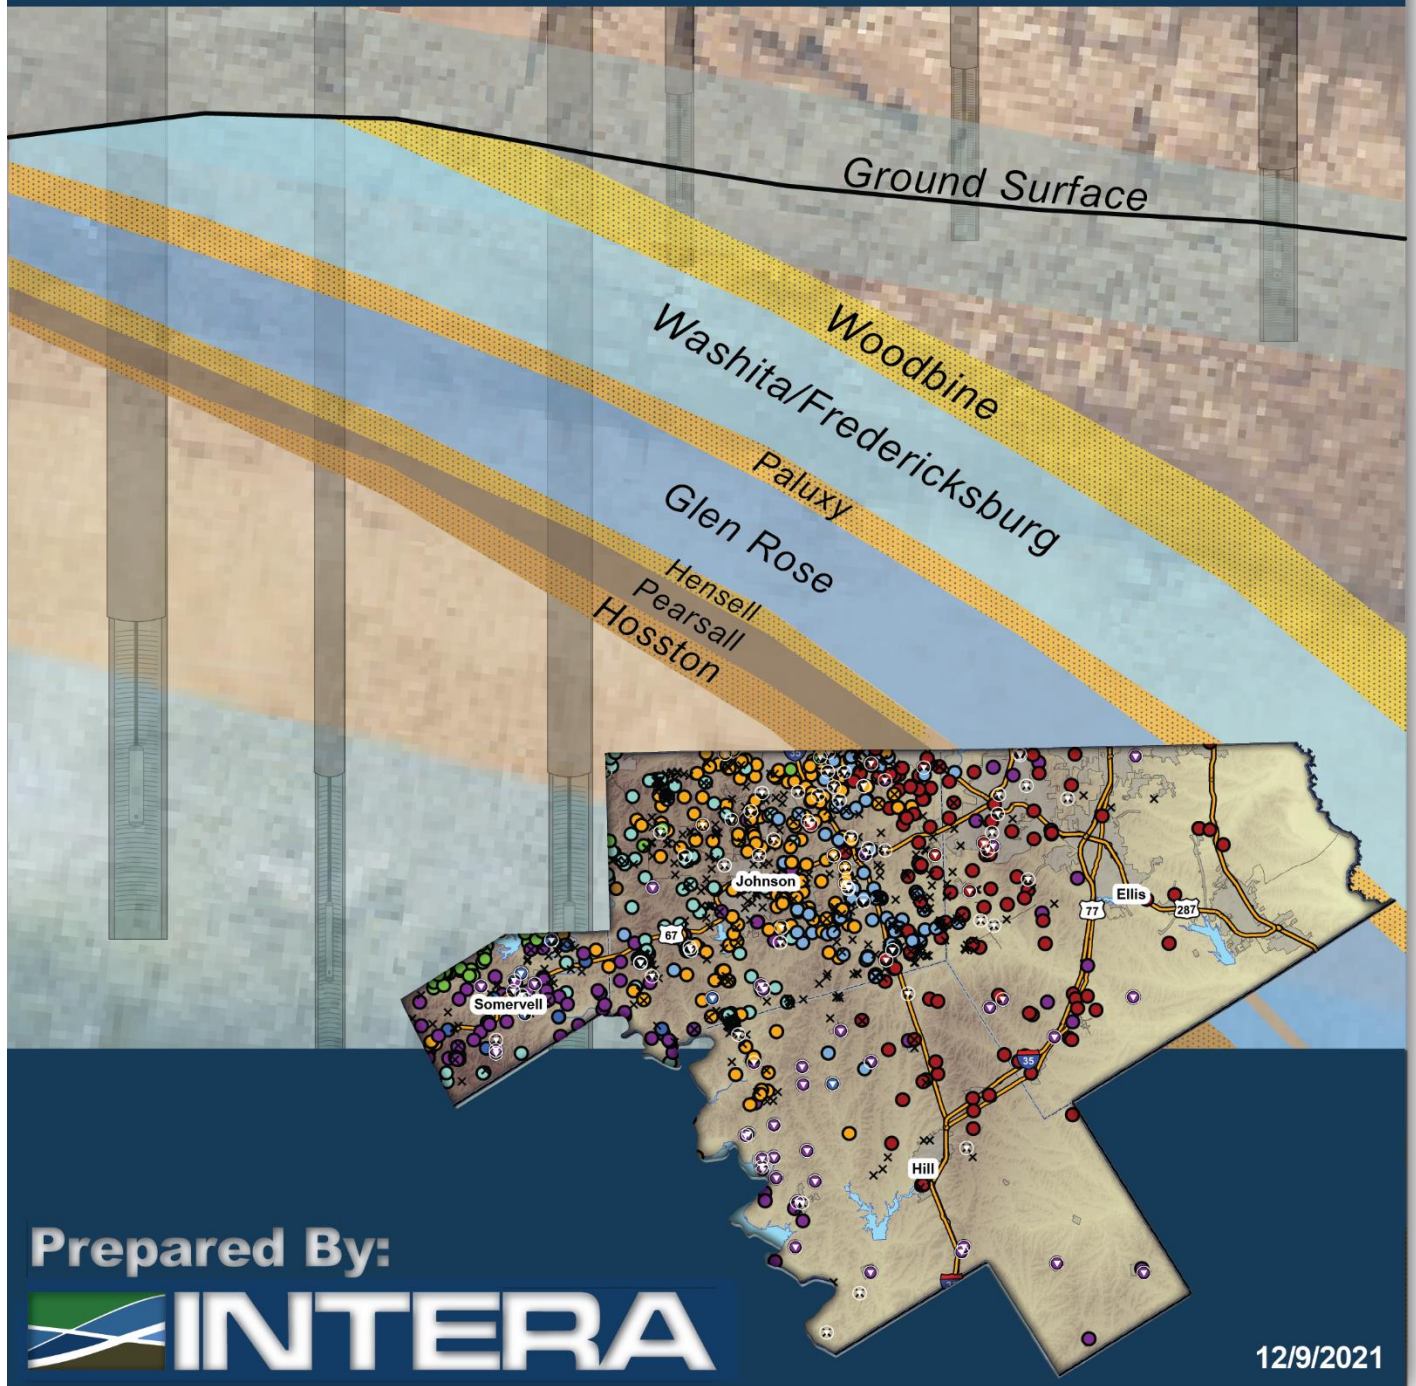 Ground Surface
Woodbine
Washita/Fredericksburg
Paluxy
Glen Rose
Hensell
Pearsall
Hosston
Johnson
Ellis
77
287
67
Somervell
35
Hill
Prepared By:
INTERA
12/9/2021